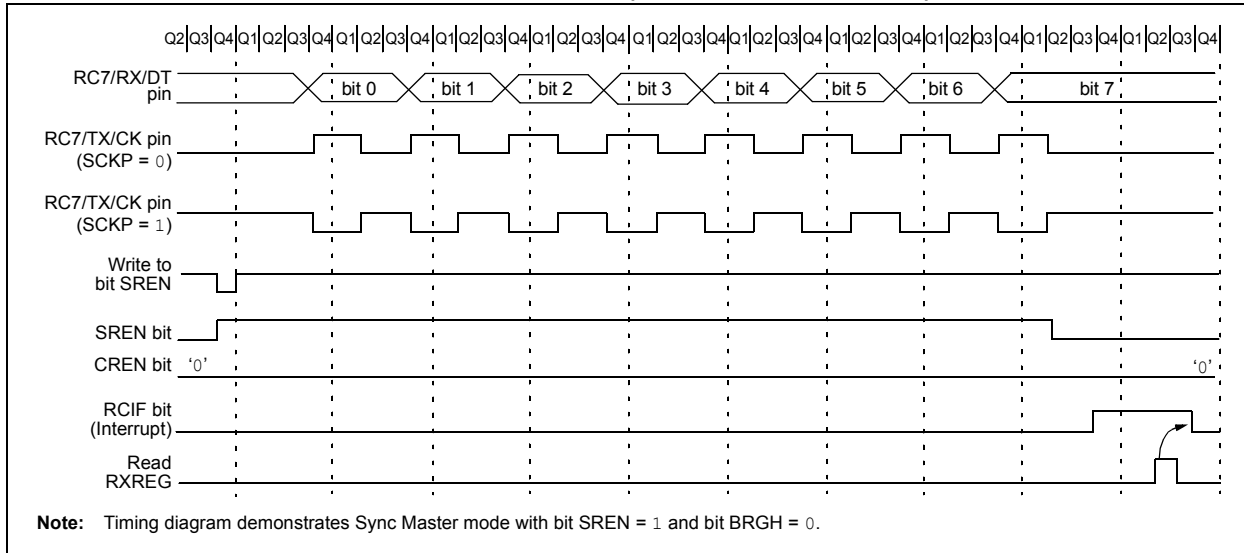 Q2 Q3 Q4 Q1 Q2 Q3 Q4 Q1 Q2 Q3 Q4 Q1 Q2 Q3 Q4 Q1 Q2 Q3 Q4 Q1 Q2 Q3 Q4 Q1 Q2 Q3 Q4 Q1 Q2 Q3 Q4 Q1 Q2 Q3 Q4 Q1 Q2 Q3 Q4 Q1 Q2 Q3 Q4
RC7/RX/DT
pin
bit 0 bit 1 bit 2 bit 3 bit 4 bit 5 bit 6 bit 7
RC7/TX/CK pin
(SCKP = 0)
RC7/TX/CK pin
(SCKP = 1)
Write to
bit SREN
SREN bit
CREN bit '0' '0'
RCIF bit
(Interrupt)
Read
RXREG
Note: Timing diagram demonstrates Sync Master mode with bit SREN = 1 and bit BRGH = 0.